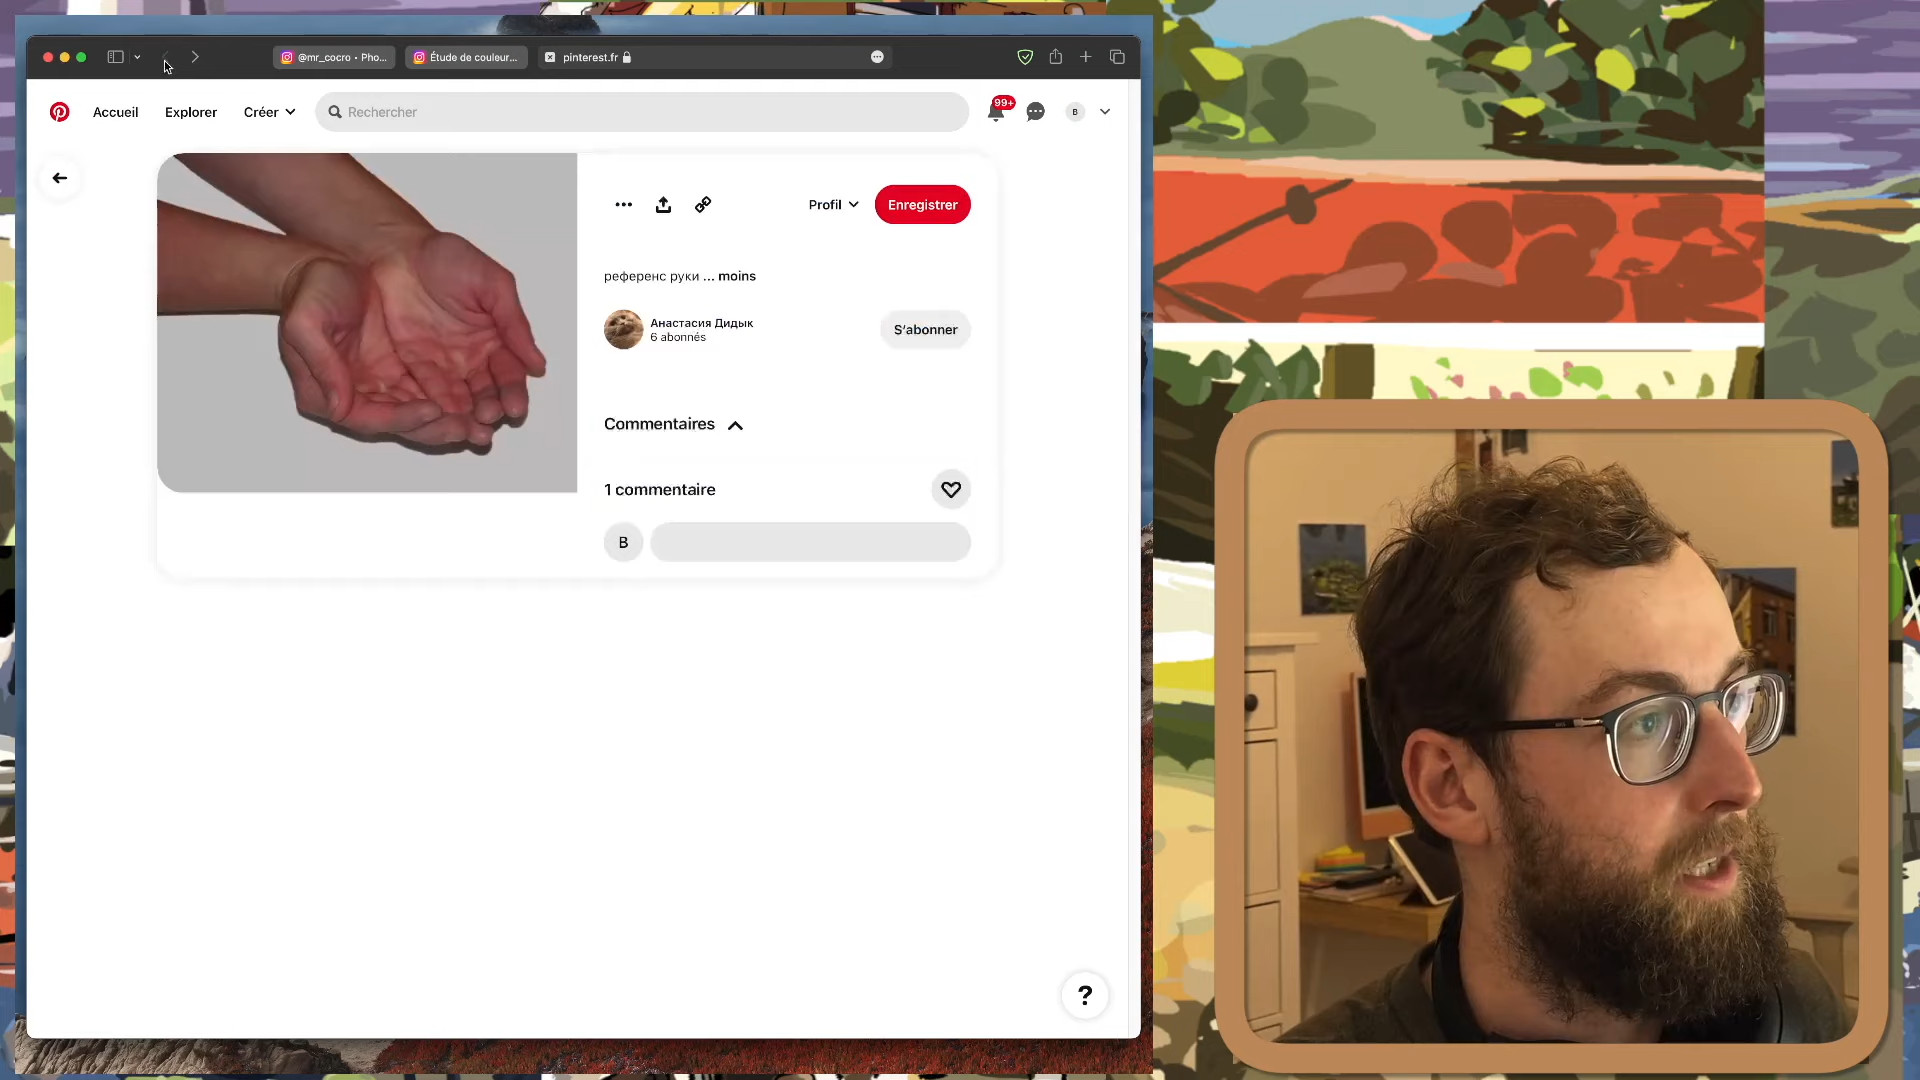 @mr_cocro • Pho...
Étude de couleur...
pinterest.fr
Accueil
Explorer
Créer
Rechercher
99+
B
Profil
Enregistrer
референс руки ... moins
Анастасия Дидык
6 abonnés
S'abonner
Commentaires
1 commentaire
B
?